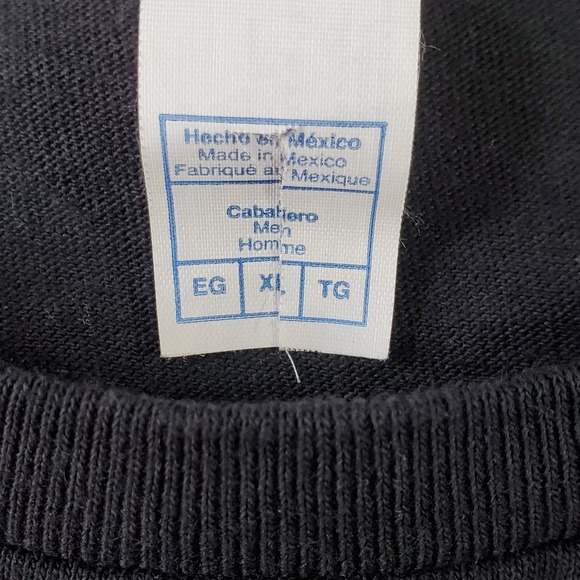 Hecho en México
Made in Mexico
Fabriqué au Mexique
Caballero
Men
Homme
EG XL TG